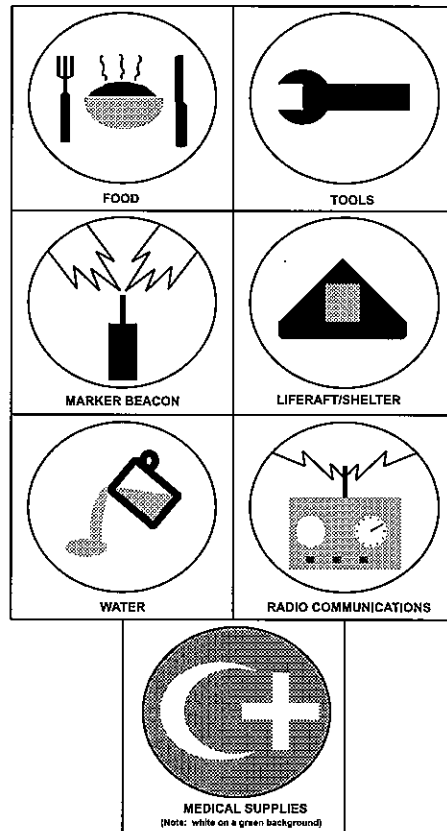 FOOD
TOOLS
MARKER BEACON
LIFERAFT/SHELTER
WATER
RADIO COMMUNICATIONS
MEDICAL SUPPLIES
(Note: white on a green background)